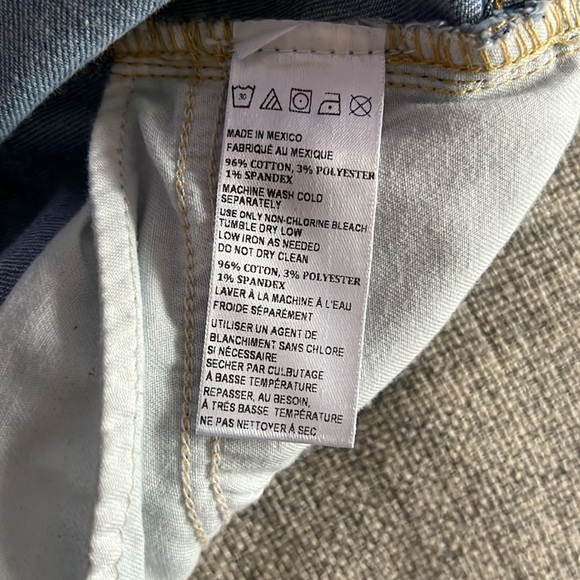 30
MADE IN MEXICO
FABRIQUÉ AU MEXIQUE
96% COTTON, 3% POLYESTER
1% SPANDEX
MACHINE WASH COLD
SEPARATELY
USE ONLY NON-CHLORINE BLEACH
TUMBLE DRY LOW
LOW IRON AS NEEDED
DO NOT DRY CLEAN
96% COTON, 3% POLYESTER
1% SPANDEX
LAVER À LA MACHINE À L'EAU
FROIDE SÉPARÉMENT
UTILISER UN AGENT DE
BLANCHIMENT SANS CHLORE
SI NÉCESSAIRE
SECHER PAR CULBUTAGE
À BASSE TEMPÉRATURE
REPASSER, AU BESOIN,
À TRÉS BASSE TEMPÉRATURE
NE PAS NETTOYER À SEC